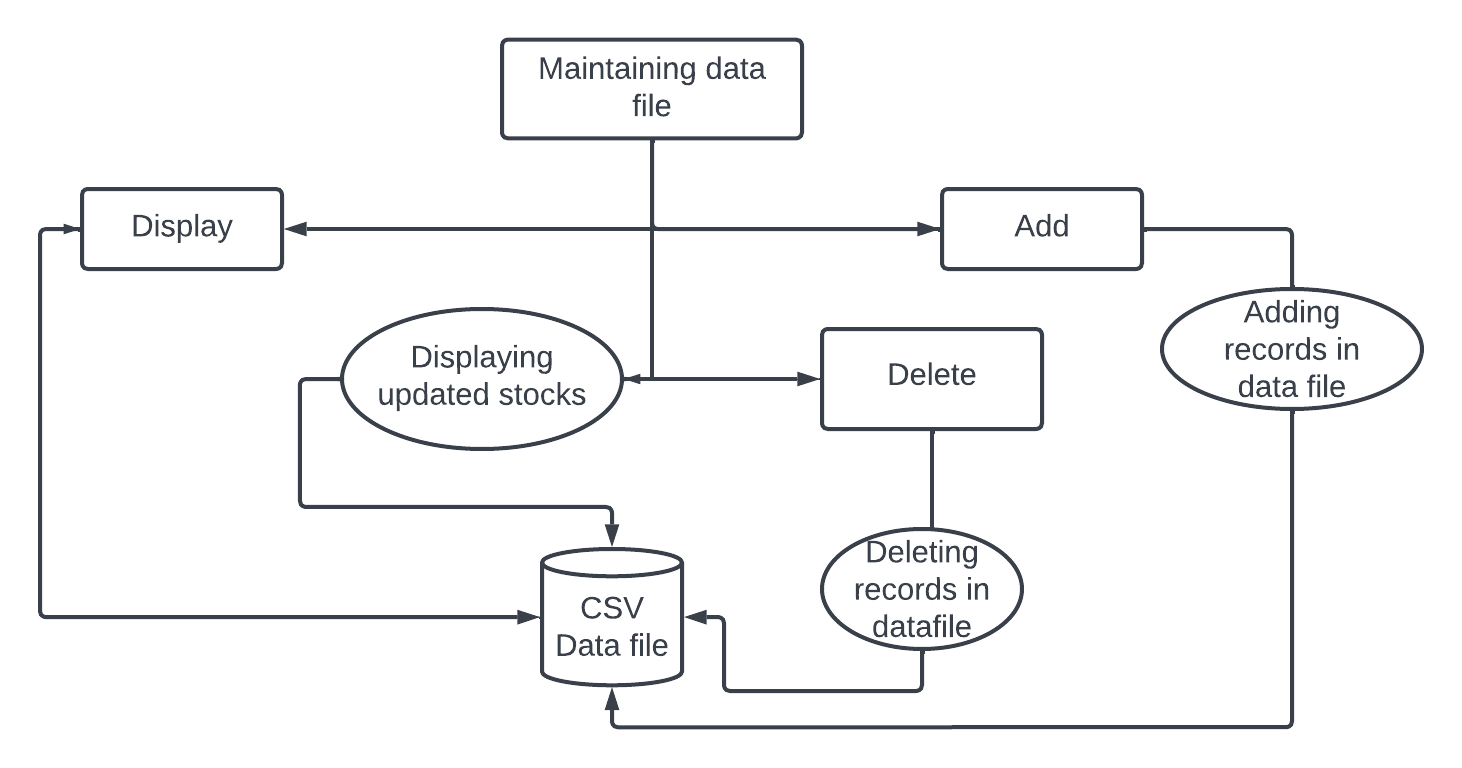 Maintaining data
file
Display
Add
Displaying
updated stocks
Delete
Adding
records in
data file
CSV
Data file
Deleting
records in
datafile